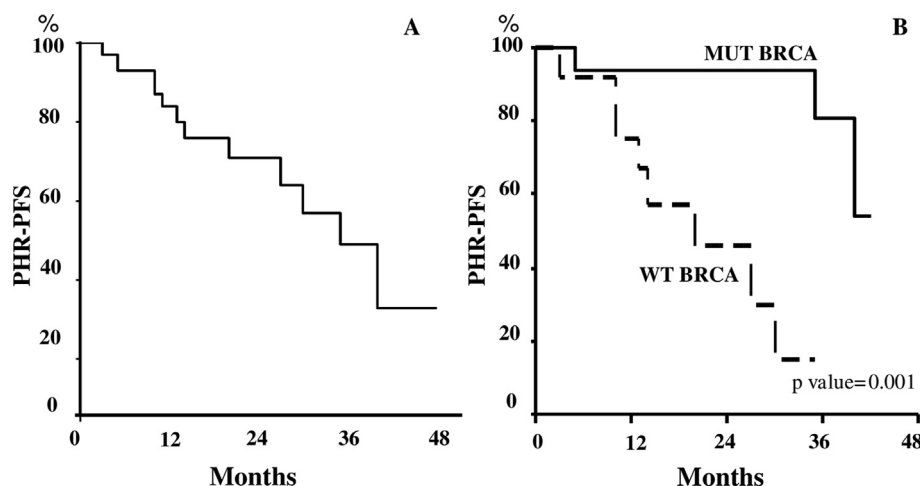 %
A
100
80
60
40
20
0
PHR-PFS
0 12 24 36 48
Months
%
B
100
80
60
40
20
0
PHR-PFS
MUT BRCA
WT BRCA
p value=0.001
0 12 24 36 48
Months